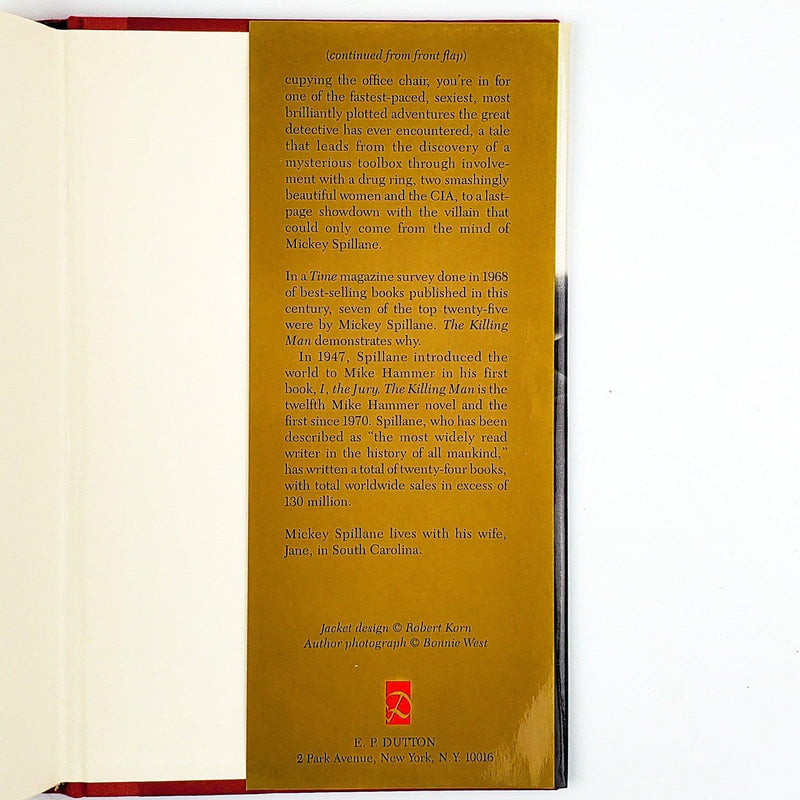 (continued from front flap)
cupying the office chair, you're in for
one of the fastest-paced, sexiest, most
brilliantly plotted adventures the great
detective has ever encountered, a tale
that leads from the discovery of a
mysterious toolbox through involve-
ment with a drug ring, two smashingly
beautiful women and the CIA, to a last-
page showdown with the villain that
could only come from the mind of
Mickey Spillane.
In a Time magazine survey done in 1968
of best-selling books published in this
century, seven of the top twenty-five
were by Mickey Spillane. The Killing
Man demonstrates why.
In 1947, Spillane introduced the
world to Mike Hammer in his first
book, I, the Jury. The Killing Man is the
twelfth Mike Hammer novel and the
first since 1970. Spillane, who has been
described as "the most widely read
writer in the history of all mankind,"
has written a total of twenty-four books,
with total worldwide sales in excess of
130 million.
Mickey Spillane lives with his wife,
Jane, in South Carolina.
Jacket design © Robert Korn
Author photograph © Bonnie West
D
E. P. DUTTON
2 Park Avenue, New York, N.Y. 10016